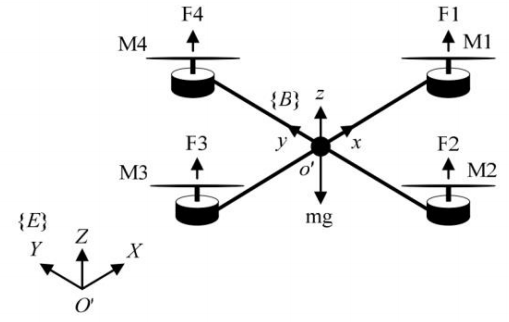 F4 F1
M4 M1
{B} z
F3 y x F2
o'
M3 M2
mg
{E}
Y Z X
O'